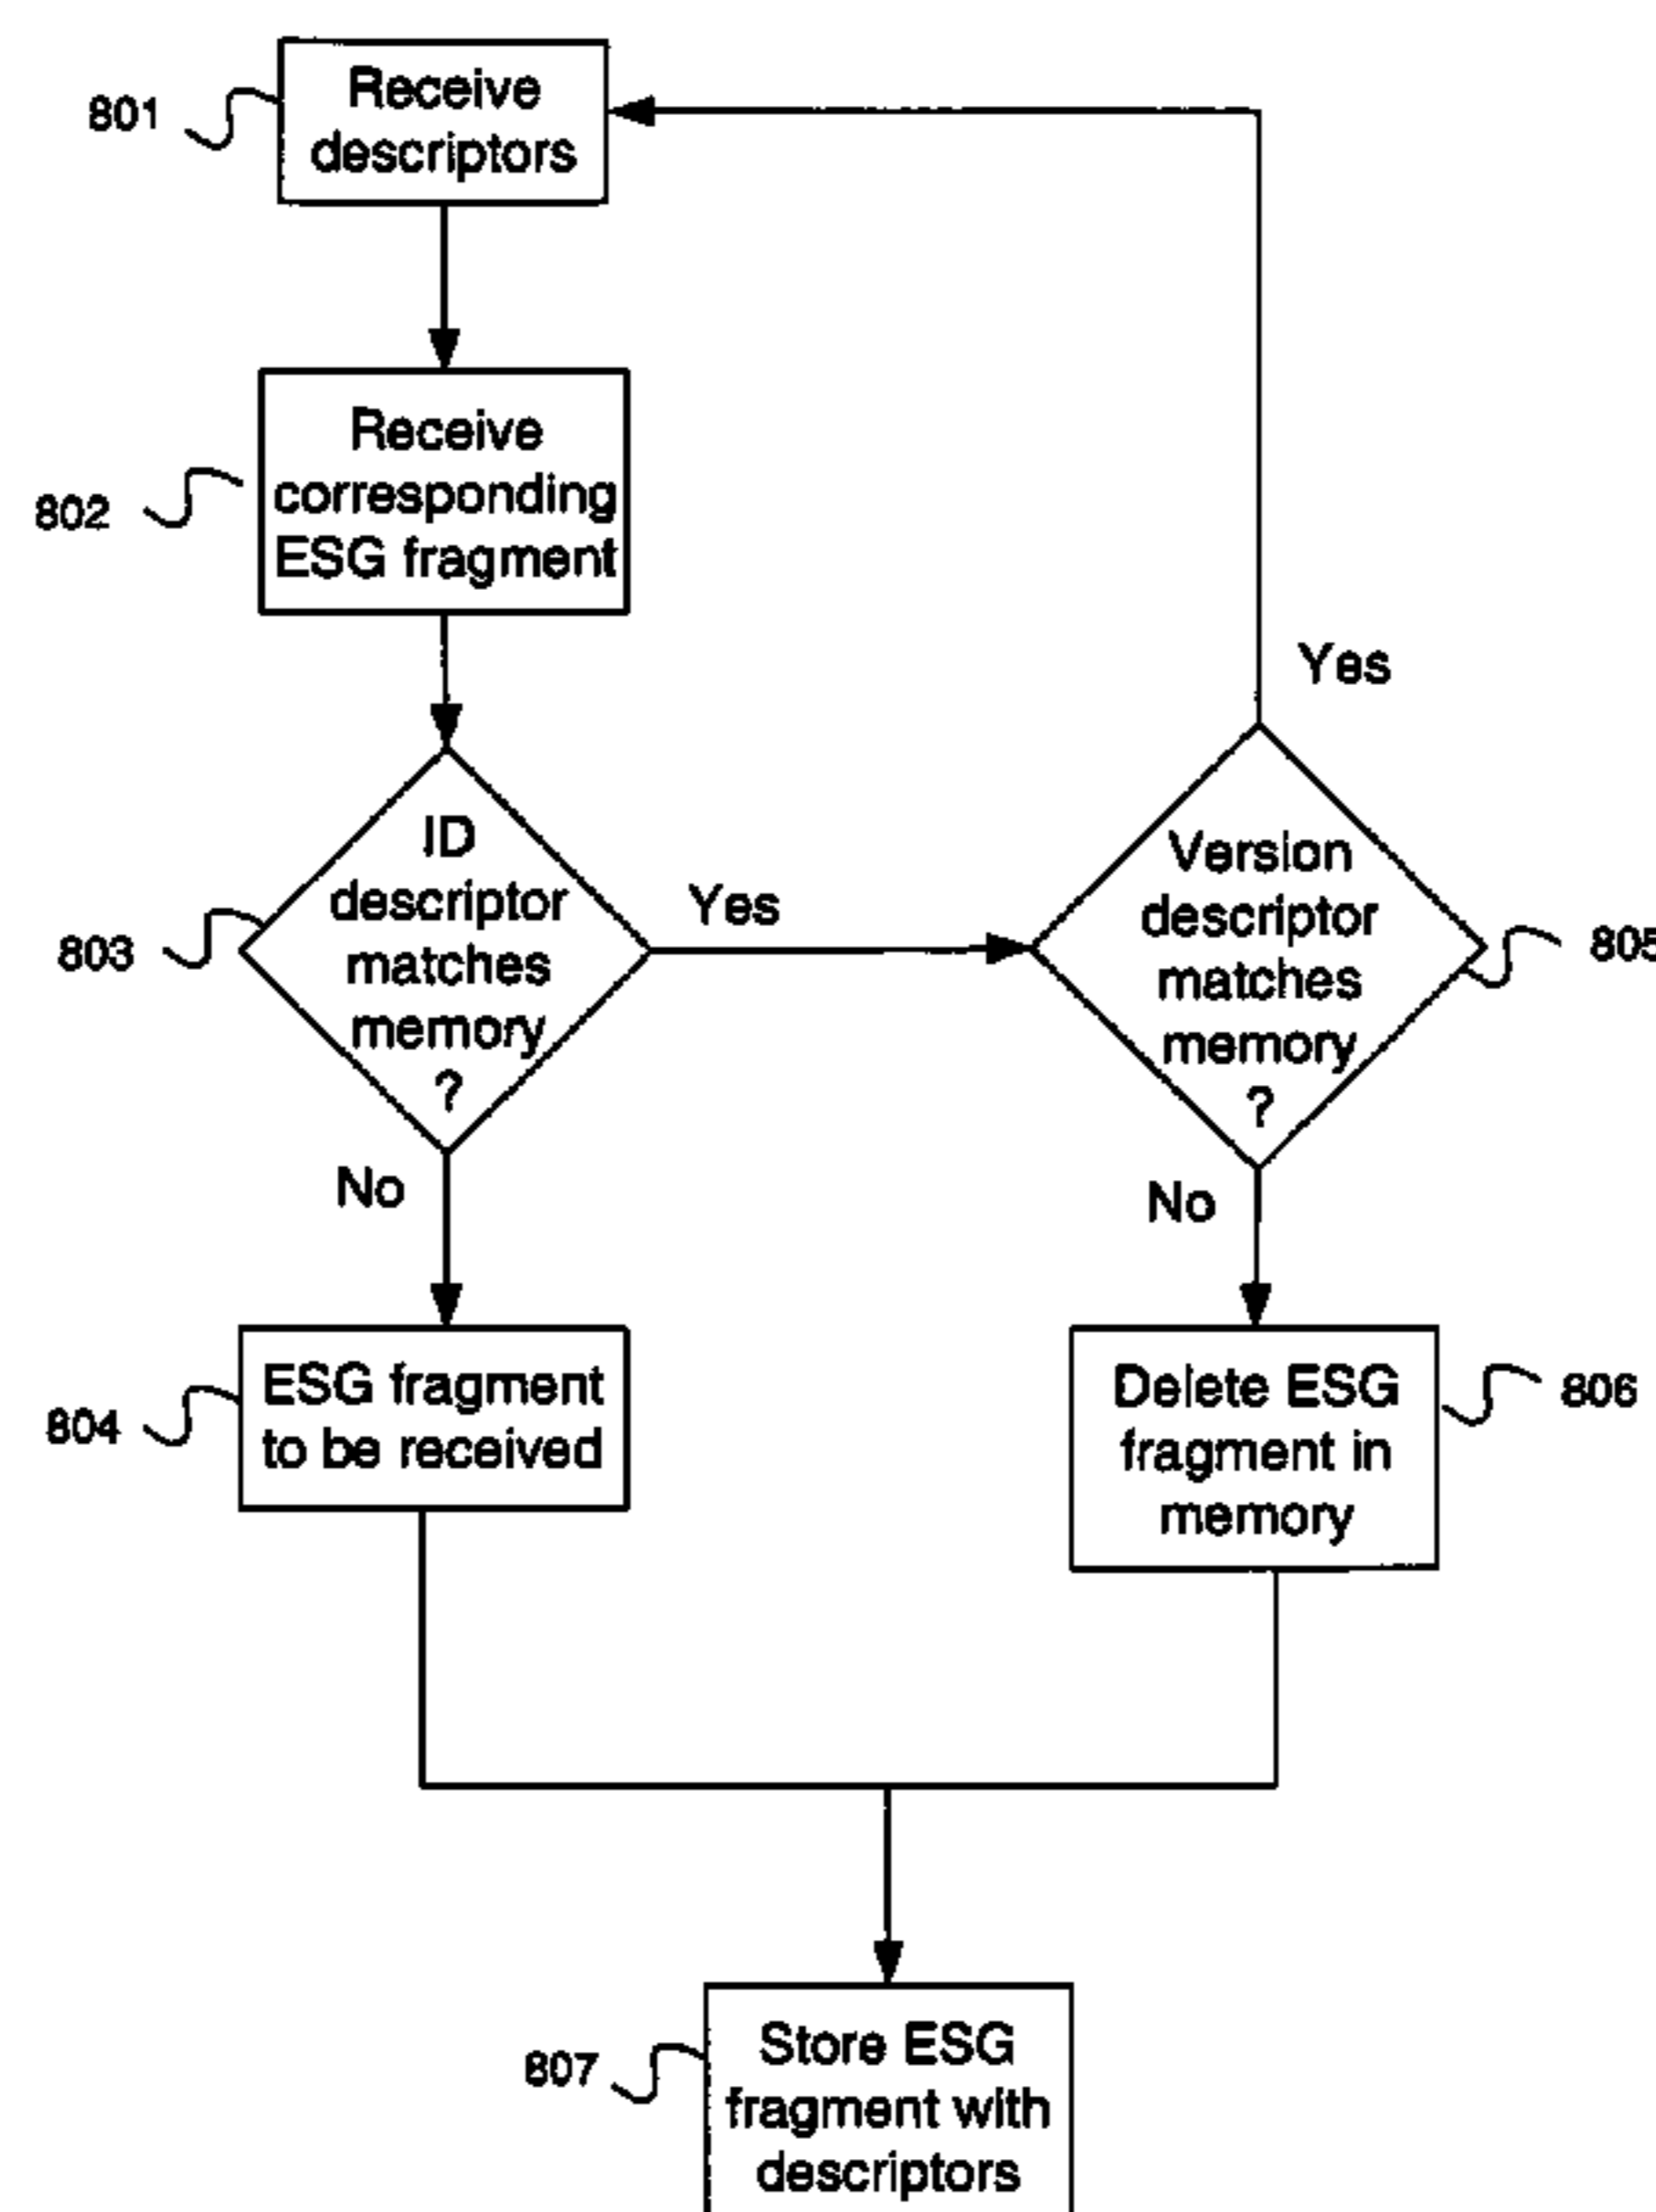 801
Receive
descriptors
802
Receive
corresponding
ESG fragment
Yes
803
ID
descriptor
matches
memory
?
Yes
Version
descriptor
matches
memory
?
805
No
No
804
ESG fragment
to be received
Delete ESG
fragment in
memory
806
807
Store ESG
fragment with
descriptors